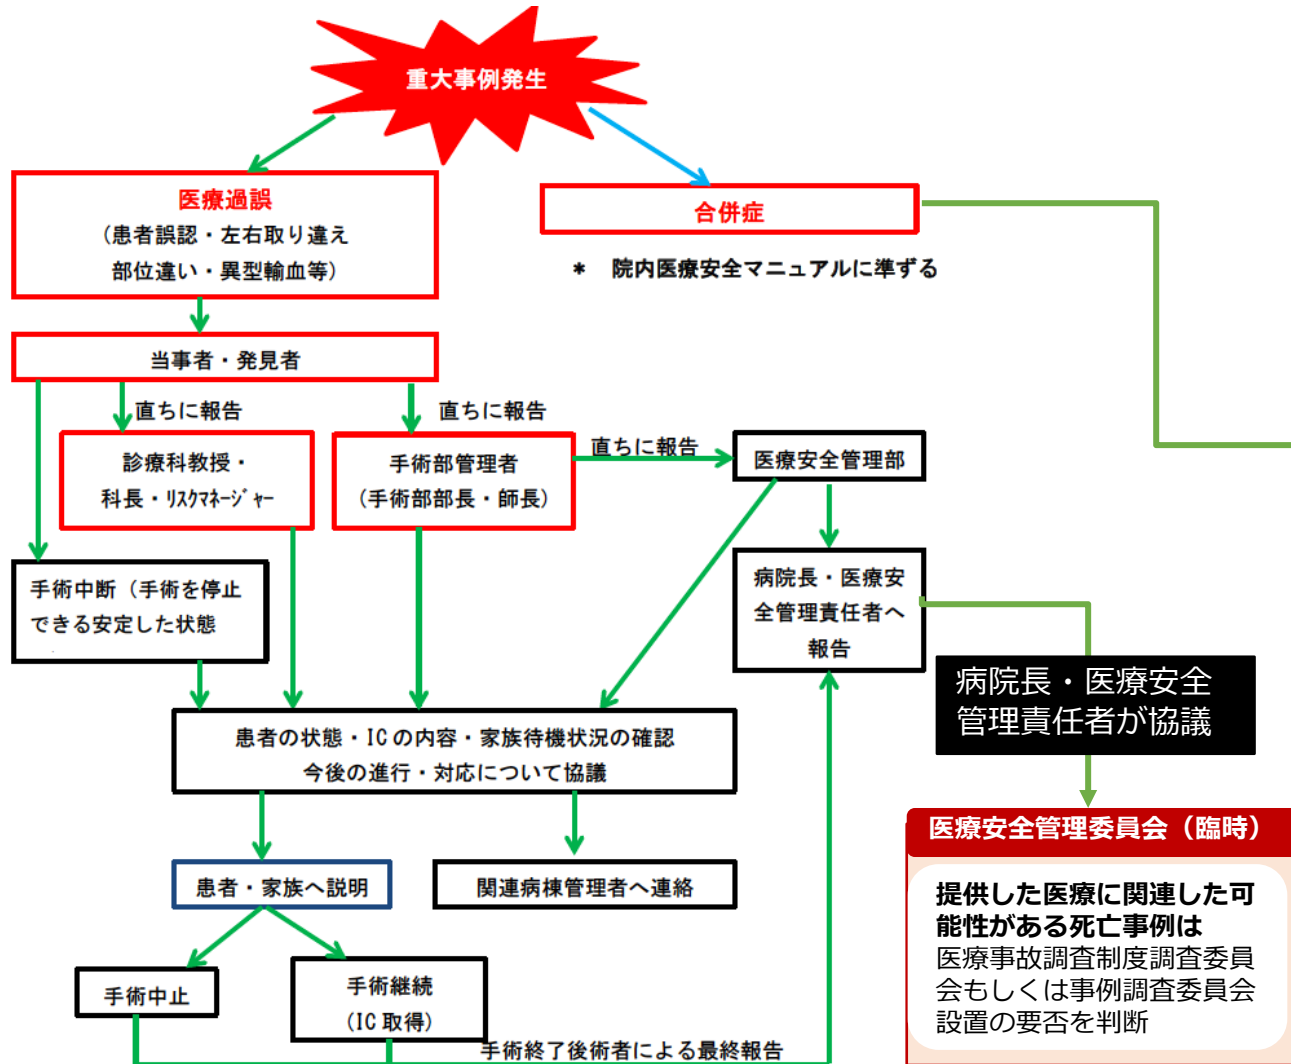 重大事例発生
医療過誤
(患者誤認・左右取り違え
部位違い・異型輸血等)
合併症
* 院内医療安全マニュアルに準ずる
当事者・発見者
直ちに報告
直ちに報告
直ちに報告
診療科教授・
科長・ﾘｽｸﾏﾈｰｼﾞｬｰ
手術部管理者
(手術部部長・師長)
医療安全管理部
手術中断（手術を停止
できる安定した状態
病院長・医療安
全管理責任者へ
報告
病院長・医療安全
管理責任者が協議
患者の状態・ICの内容・家族待機状況の確認
今後の進行・対応について協議
医療安全管理委員会（臨時）
提供した医療に関連した可
能性がある死亡事例は
医療事故調査制度調査委員
会もしくは事例調査委員会
設置の要否を判断
患者・家族へ説明
関連病棟管理者へ連絡
手術中止
手術継続
(IC取得)
手術終了後術者による最終報告